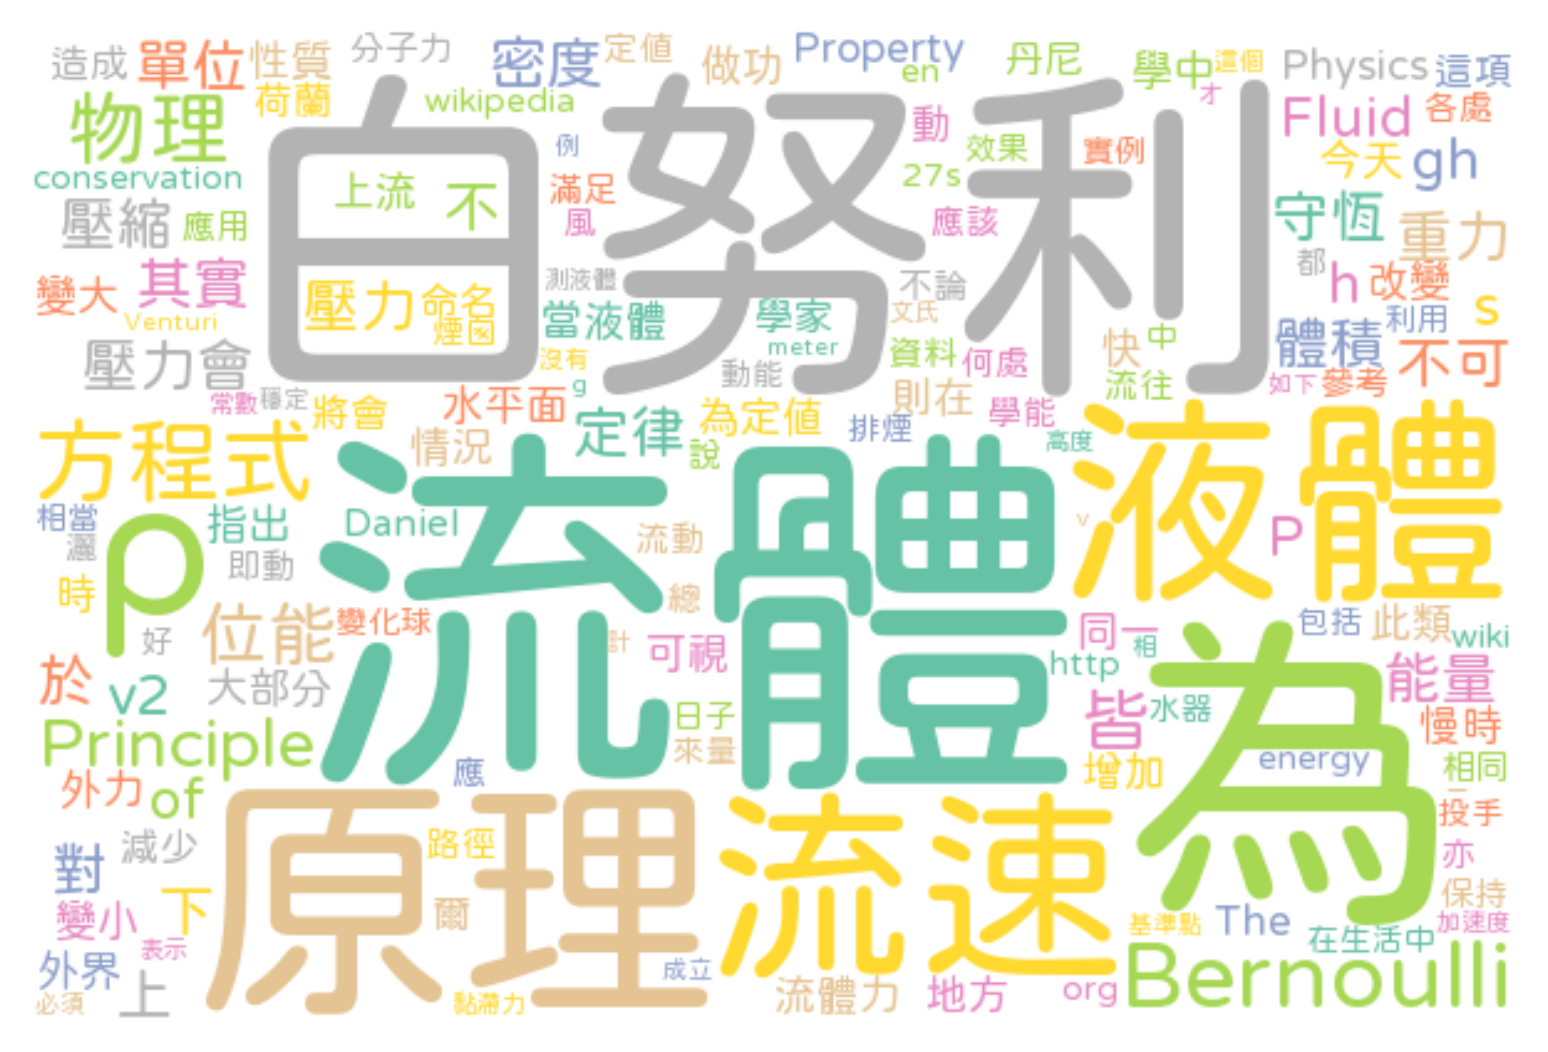 造成 單位 性質 分子力 密度 定值 做功 Property en 丹尼 學中 這個 Physics 這項
物理 荷蘭 wikipedia 白努利 動 才 Fluid 各處
conservation 例 效果 實例 今天 gh
壓縮 應用 上流 不 滿足 風 27s 應該 守恆 重力
變大 其實 Venturi 壓力 命名 煙囪 測液體 不論 都 h 改變 s
當液體 學家 文氏 利用
壓力會 沒有 meter 動能 資料 何處 快 中 體積 不可
常數 穩定 將會 水平面 g 則在 學能 流往 如下 參考
方程式 情況 定律 說 為定值 排煙 高度 液體
相當 灑 ρ 指出 Daniel 流動 流體 v P
時 即動 總
好 位能 變化球 計 可視 同一 相 包括 此類 wiki
於 v2 大部分 http 為 能量
Principle 日子 來量 皆 水器 慢時
外力 of 應 增加 energy 相同
對 減少 原理 路徑 流速 投手 亦
變小 下 爾 基準點 The 保持 加速度
外界 表示 成立 在生活中
必須 上 黏滯力 流體力 地方 org Bernoulli